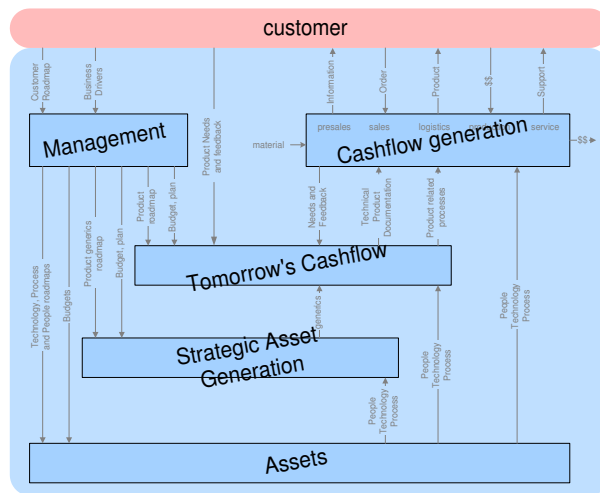 customer
Customer
Roadmap
Business
Drivers
Product Needs
and feedback
Information
Order
Product
$$
Support
Management
material
presales
sales
logistics
service
Cashflow generation
$$
Technology, Process
and People roadmaps
Budgets
Product generics
roadmap
Budget, plan
Product
roadmap
Budget, plan
Needs and
Feedback
Technical
Product
Documentation
Product related
processes
People
Technology
Process
Tomorrow's Cashflow
generics
People
Technology
Process
Strategic Asset
Generation
People
Technology
Process
Assets